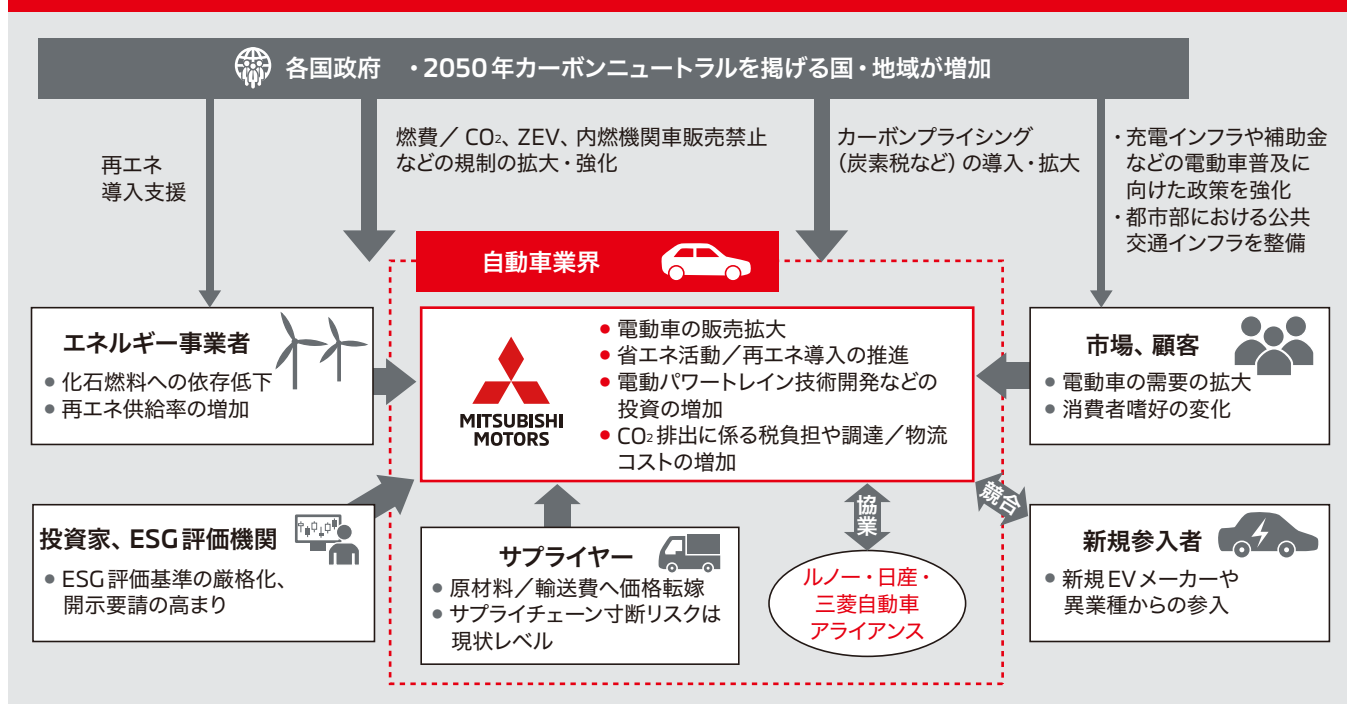 各国政府 ・2050年カーボンニュートラルを掲げる国・地域が増加
再エネ
導入支援
燃費／CO₂、ZEV、内燃機関車販売禁止
などの規制の拡大・強化
カーボンプライシング
（炭素税など）の導入・拡大
・充電インフラや補助金
などの電動車普及に
向けた政策を強化
・都市部における公共
交通インフラを整備
自動車業界
エネルギー事業者
● 化石燃料への依存低下
● 再エネ供給率の増加
MITSUBISHI
MOTORS
● 電動車の販売拡大
● 省エネ活動／再エネ導入の推進
● 電動パワートレイン技術開発などの
投資の増加
● CO₂排出に係る税負担や調達／物流
コストの増加
市場、顧客
● 電動車の需要の拡大
● 消費者嗜好の変化
投資家、ESG評価機関
● ESG評価基準の厳格化、
開示要請の高まり
サプライヤー
● 原材料／輸送費へ価格転嫁
● サプライチェーン寸断リスクは
現状レベル
協業
ルノー・日産・
三菱自動車
アライアンス
競合
新規参入者
● 新規EVメーカーや
異業種からの参入